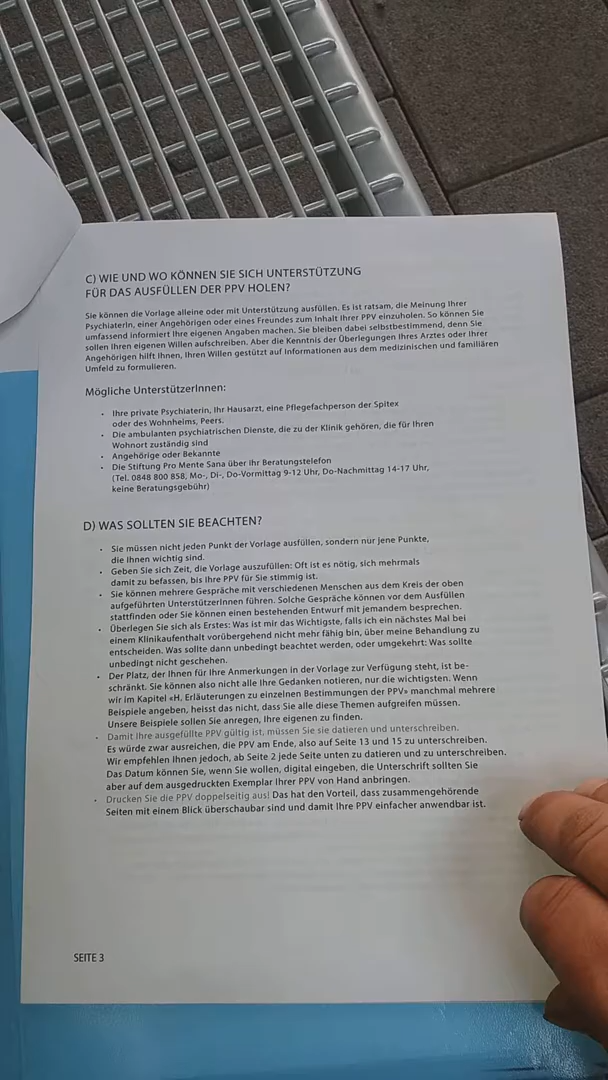 C) WIE UND WO KÖNNEN SIE SICH UNTERSTÜTZUNG
FÜR DAS AUSFÜLLEN DER PPV HOLEN?
Sie können die Vorlage alleine oder mit Unterstützung ausfüllen. Es ist ratsam, die Meinung Ihrer
PsychiaterIn, einer Angehörigen oder eines Freundes zum Inhalt Ihrer PPV einzuholen. So können Sie
umfassend informiert Ihre eigenen Angaben machen. Sie bleiben dabei selbstbestimmend, denn Sie
sollen Ihren eigenen Willen aufschreiben. Aber die Kenntnis der Überlegungen Ihres Arztes oder Ihrer
Angehörigen hilft Ihnen, Ihren Willen gestützt auf Informationen aus dem medizinischen und familiären
Umfeld zu formulieren.
Mögliche UnterstützerInnen:
• Ihre private Psychiaterin, Ihr Hausarzt, eine Pflegefachperson der Spitex
oder des Wohnheims, Peers.
• Die ambulanten psychiatrischen Dienste, die zu der Klinik gehören, die für Ihren
Wohnort zuständig sind
• Angehörige oder Bekannte
• Die Stiftung Pro Mente Sana über ihr Beratungstelefon
(Tel. 0848 800 858, Mo-, Di-, Do-Vormittag 9-12 Uhr, Do-Nachmittag 14-17 Uhr,
keine Beratungsgebühr)
D) WAS SOLLTEN SIE BEACHTEN?
• Sie müssen nicht jeden Punkt der Vorlage ausfüllen, sondern nur jene Punkte,
die Ihnen wichtig sind.
• Geben Sie sich Zeit, die Vorlage auszufüllen: Oft ist es nötig, sich mehrmals
damit zu befassen, bis Ihre PPV für Sie stimmig ist.
• Sie können mehrere Gespräche mit verschiedenen Menschen aus dem Kreis der oben
aufgeführten UnterstützerInnen führen. Solche Gespräche können vor dem Ausfüllen
stattfinden oder Sie können einen bestehenden Entwurf mit jemandem besprechen.
• Überlegen Sie sich als Erstes: Was ist mir das Wichtigste, falls ich ein nächstes Mal bei
einem Klinikaufenthalt vorübergehend nicht mehr fähig bin, über meine Behandlung zu
entscheiden. Was sollte dann unbedingt beachtet werden, oder umgekehrt: Was sollte
unbedingt nicht geschehen.
• Der Platz, der Ihnen für Ihre Anmerkungen in der Vorlage zur Verfügung steht, ist be-
schränkt. Sie können also nicht alle Ihre Gedanken notieren, nur die wichtigsten. Wenn
wir im Kapitel «H. Erläuterungen zu einzelnen Bestimmungen der PPV» manchmal mehrere
Beispiele angeben, heisst das nicht, dass Sie alle diese Themen aufgreifen müssen.
Unsere Beispiele sollen Sie anregen, Ihre eigenen zu finden.
• Damit Ihre ausgefüllte PPV gültig ist, müssen Sie sie datieren und unterschreiben.
Es würde zwar ausreichen, die PPV am Ende, also auf Seite 13 und 15 zu unterschreiben.
Wir empfehlen Ihnen jedoch, ab Seite 2 jede Seite unten zu datieren und zu unterschreiben.
Das Datum können Sie, wenn Sie wollen, digital eingeben, die Unterschrift sollten Sie
aber auf dem ausgedruckten Exemplar Ihrer PPV von Hand anbringen.
• Drucken Sie die PPV doppelseitig aus! Das hat den Vorteil, dass zusammengehörende
Seiten mit einem Blick überschaubar sind und damit Ihre PPV einfacher anwendbar ist.
SEITE 3